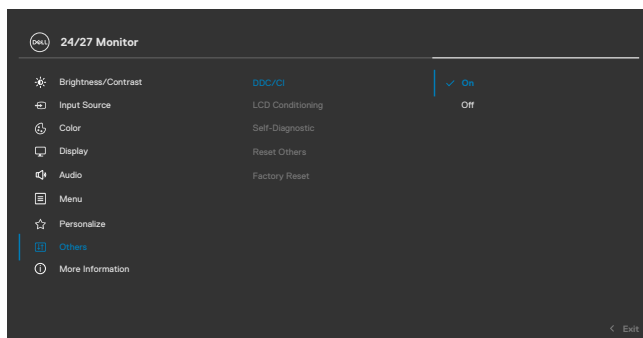 DELL 24/27 Monitor
Brightness/Contrast DDC/CI On
Input Source LCD Conditioning Off
Color Self-Diagnostic
Display Reset Others
Audio Factory Reset
Menu
Personalize
Others
More Information
Exit